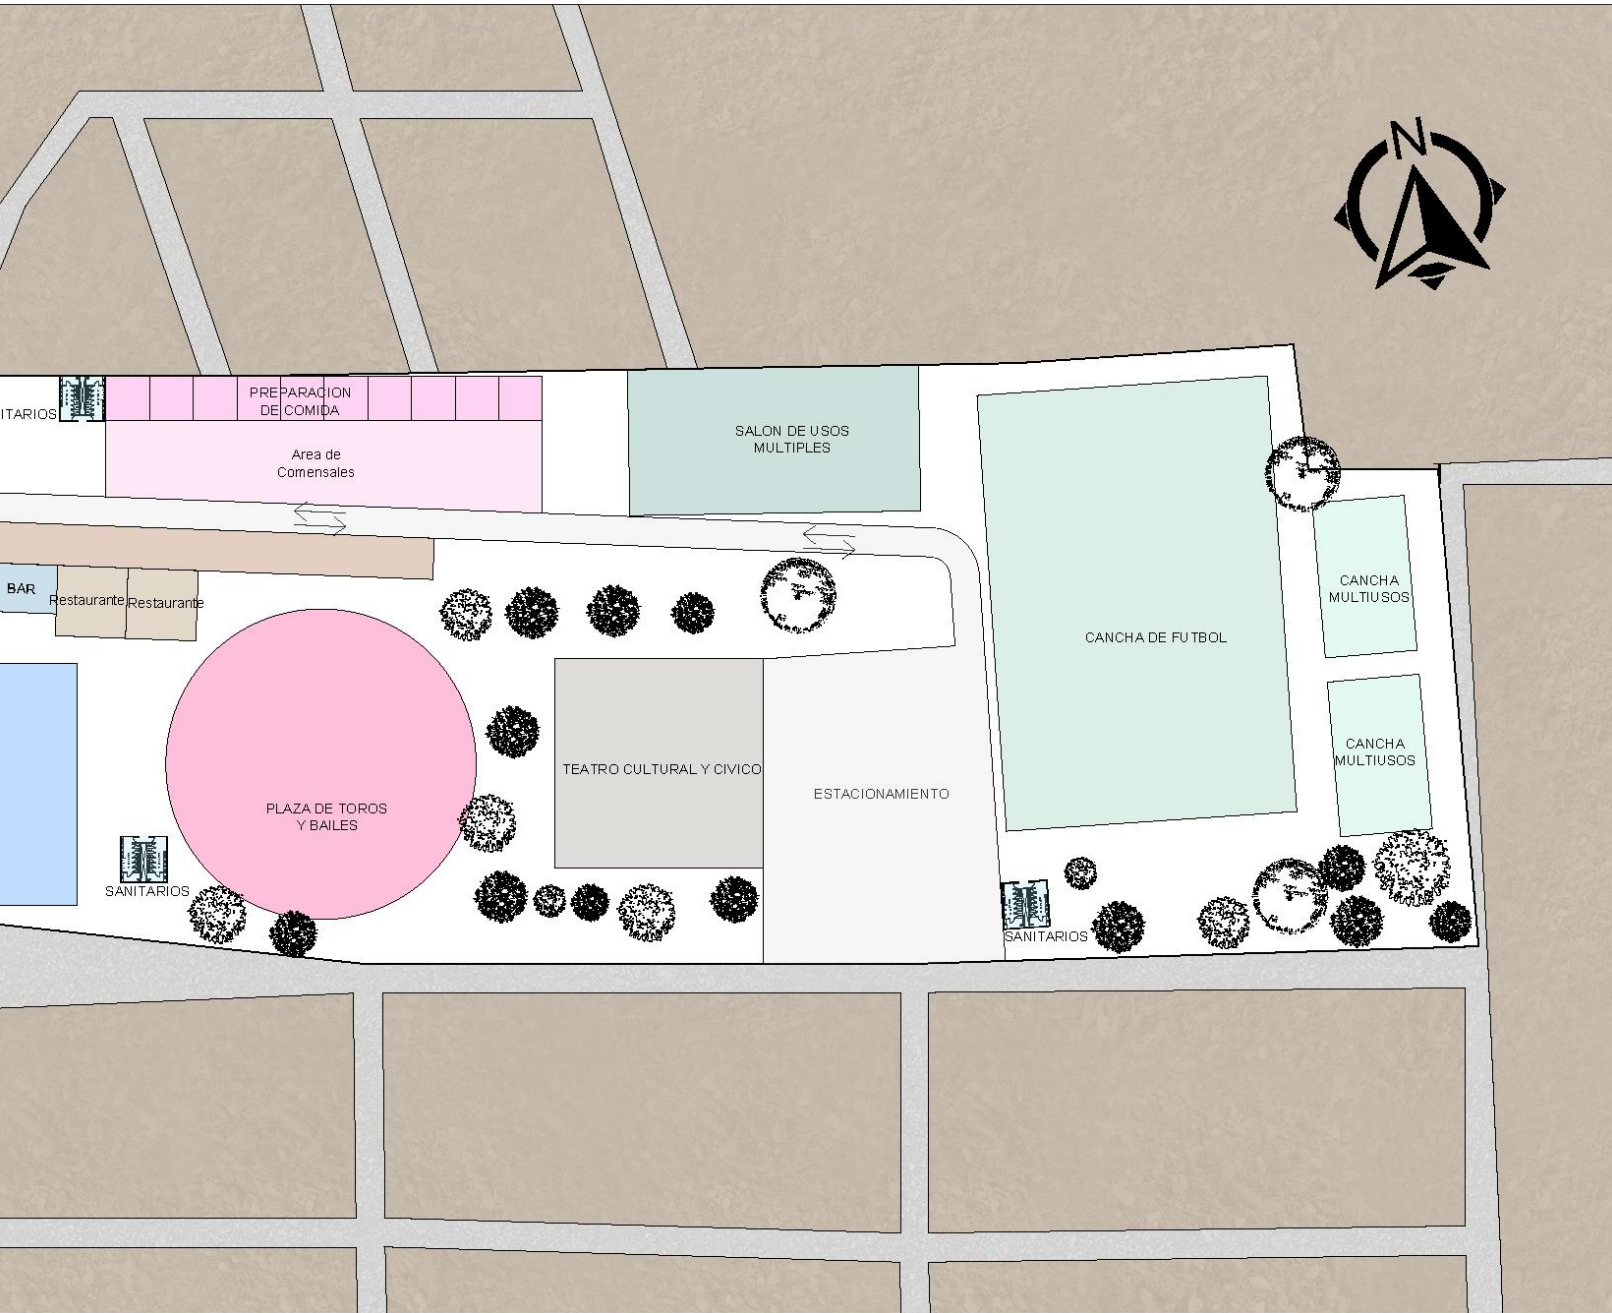 N
PREPARACION
DE COMIDA
ITARIOS
Area de
Comensales
SALON DE USOS
MULTIPLES
BAR
Restaurante
Restaurante
CANCHA
MULTIUSOS
CANCHA DE FUTBOL
CANCHA
MULTIUSOS
TEATRO CULTURAL Y CIVICO
ESTACIONAMIENTO
PLAZA DE TOROS
Y BAILES
SANITARIOS
SANITARIOS